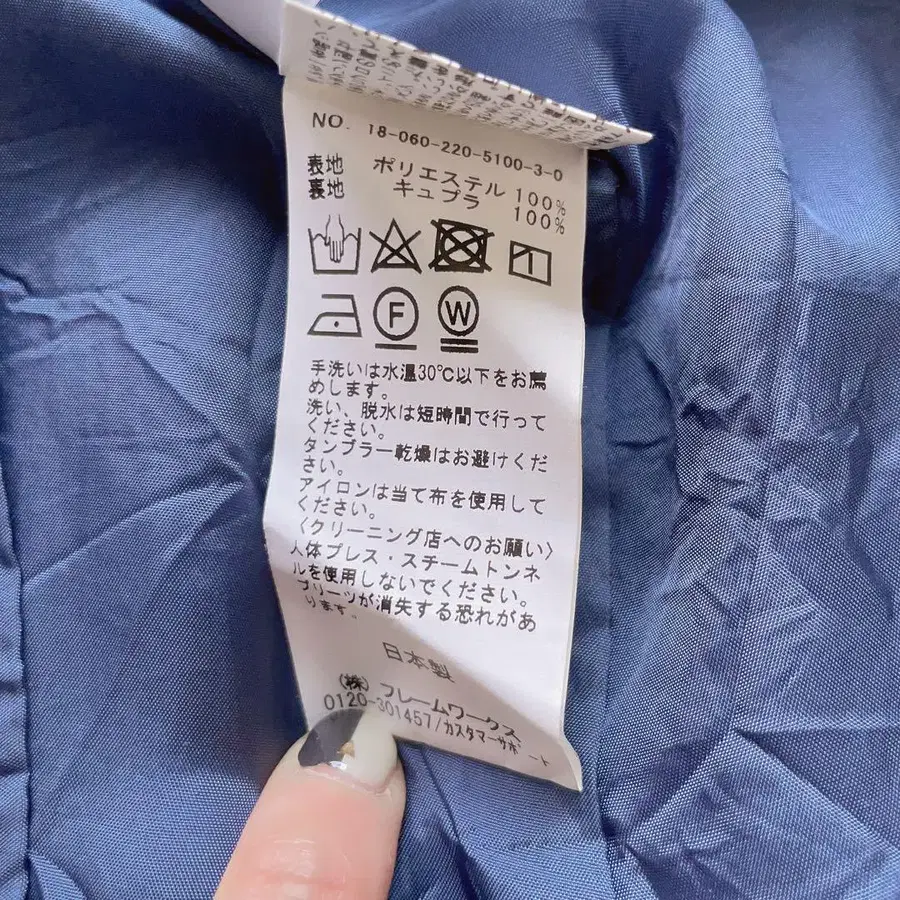 NO. 18-060-220-5100-3-0
表地 ポリエステル 100%
裏地 キュプラ 100%
F W
手洗いは水温30℃以下をお薦
めします。
洗い、脱水は短時間で行って
ください。
タンブラー乾燥はお避けくだ
さい。
アイロンは当て布を使用して
ください。
〈クリーニング店へのお願い〉
人体プレス・スチームトンネ
ルを使用しないでください。
プリーツが消失する恐れがあ
ります。
日本製
(株) フレームワークス
0120-301457/カスタマーサポート